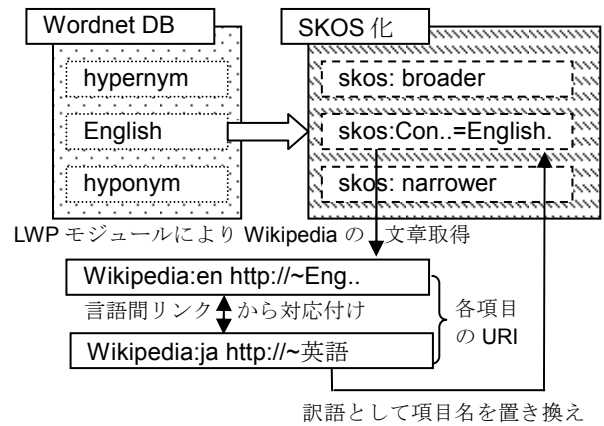 Wordnet DB
hypernym
English
hyponym
SKOS 化
skos: broader
skos:Con..=English.
skos: narrower
LWP モジュールにより Wikipedia の 文章取得
Wikipedia:en http://~Eng..
言語間リンク から対応付け
Wikipedia:ja http://~英語
各項目
の URI
訳語として項目名を置き換え